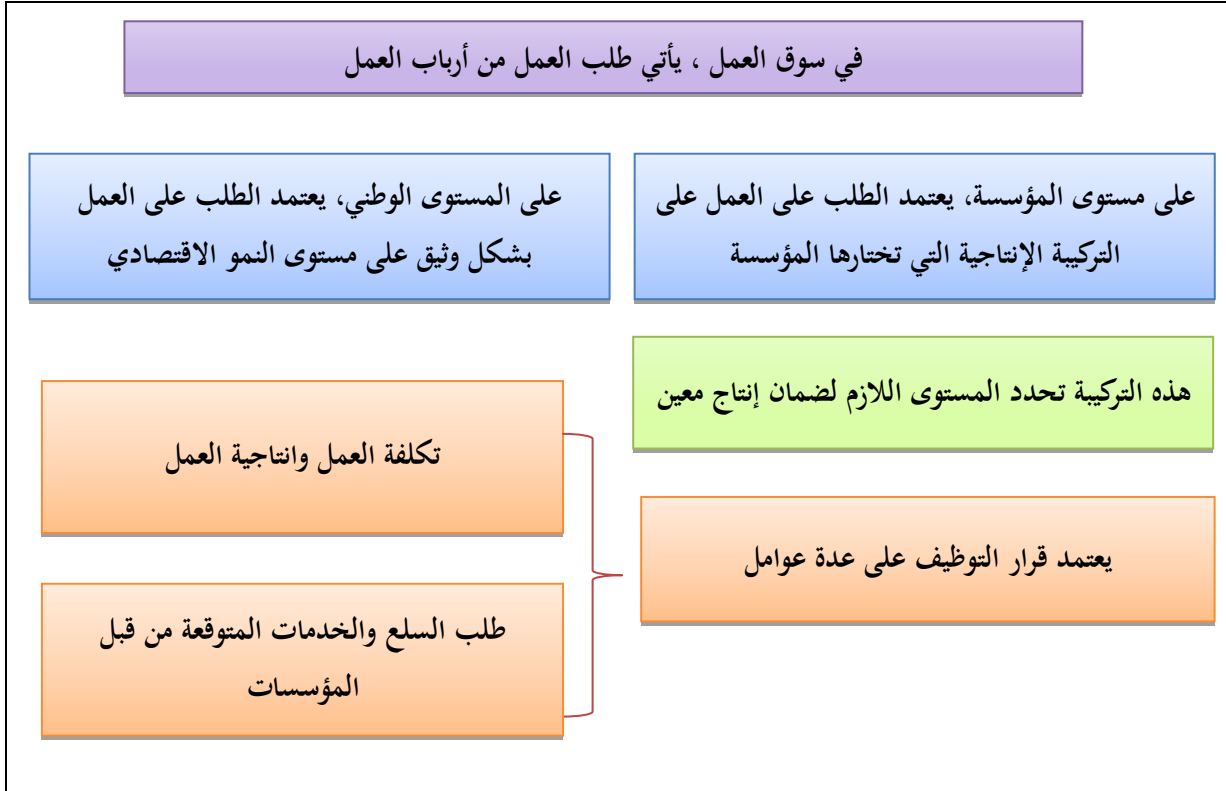 في سوق العمل ، يأتي طلب العمل من أرباب العمل
على مستوى المؤسسة، يعتمد الطلب على العمل على
التركيبة الإنتاجية التي تختارها المؤسسة
على المستوى الوطني، يعتمد الطلب على العمل
بشكل وثيق على مستوى النمو الاقتصادي
هذه التركيبة تحدد المستوى اللازم لضمان إنتاج معين
يعتمد قرار التوظيف على عدة عوامل
تكلفة العمل وانتاجية العمل
طلب السلع والخدمات المتوقعة من قبل
المؤسسات